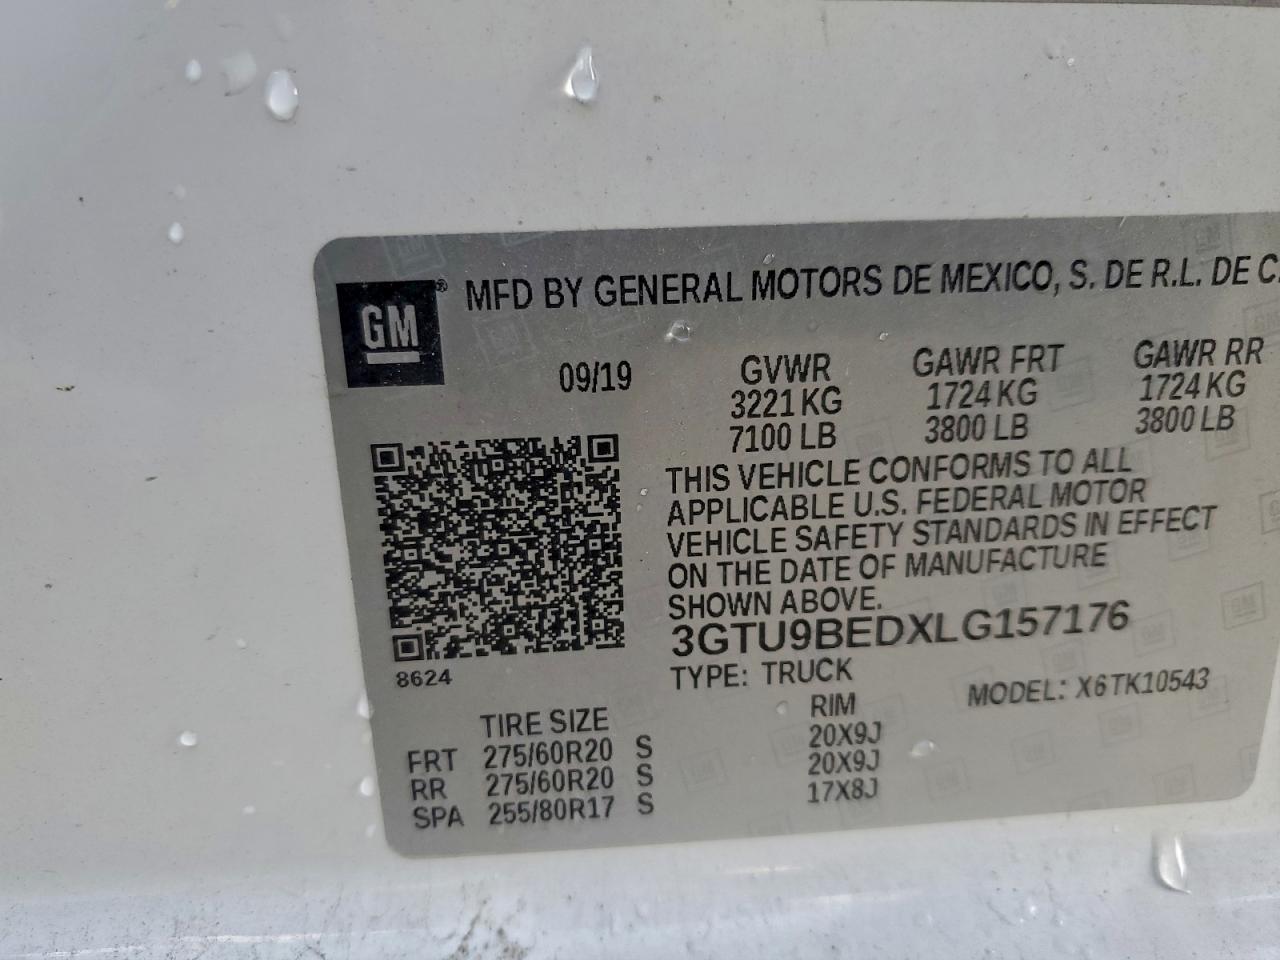 GM® MFD BY GENERAL MOTORS DE MEXICO, S. DE R.L. DE C.
09/19 GVWR GAWR FRT GAWR RR
3221 KG 1724 KG 1724 KG
7100 LB 3800 LB 3800 LB
THIS VEHICLE CONFORMS TO ALL
APPLICABLE U.S. FEDERAL MOTOR
VEHICLE SAFETY STANDARDS IN EFFECT
ON THE DATE OF MANUFACTURE
SHOWN ABOVE.
3GTU9BEDXLG157176
8624 TYPE: TRUCK MODEL: X6TK10543
TIRE SIZE RIM
FRT 275/60R20 S 20X9J
RR 275/60R20 S 20X9J
SPA 255/80R17 S 17X8J